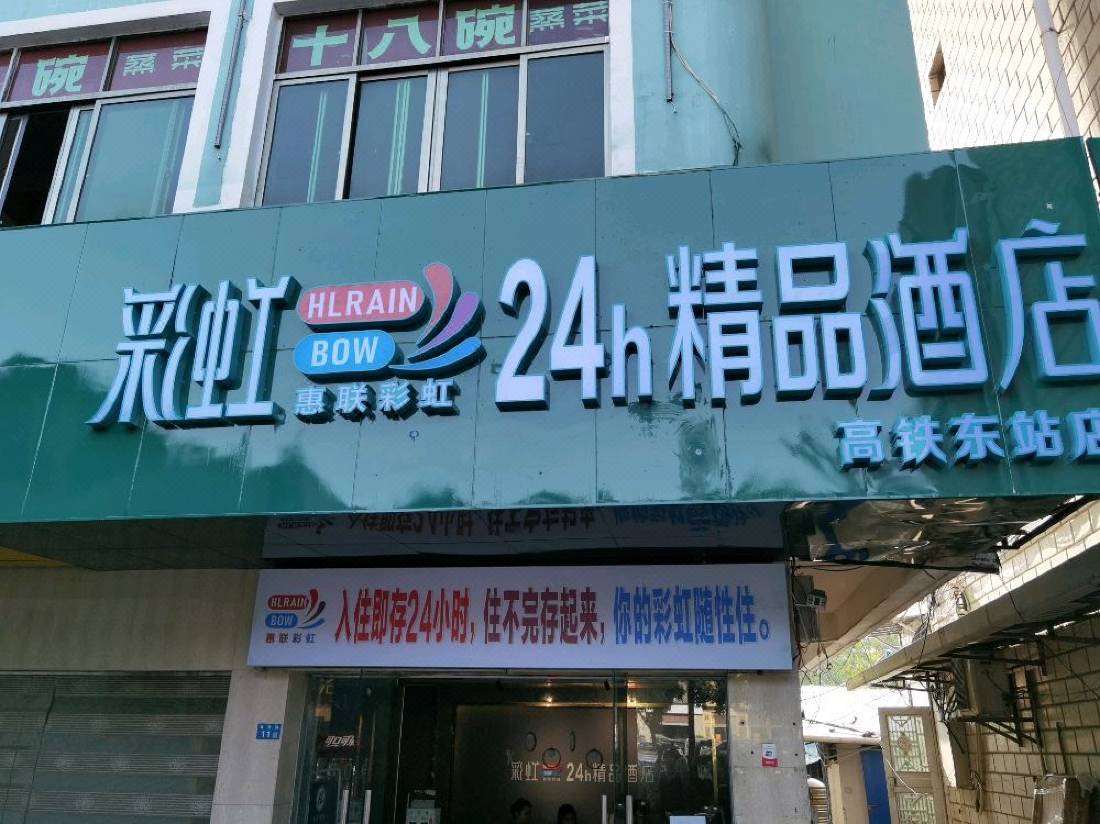 碗 蒸菜 十八碗 蒸菜
彩虹 HLRAIN BOW 惠联彩虹 24h精品酒店
高铁东站店
HLRAIN BOW 惠联彩虹 入住即存24小时，住不完存起来，你的彩虹随性住。
11
彩虹 24h精品酒店